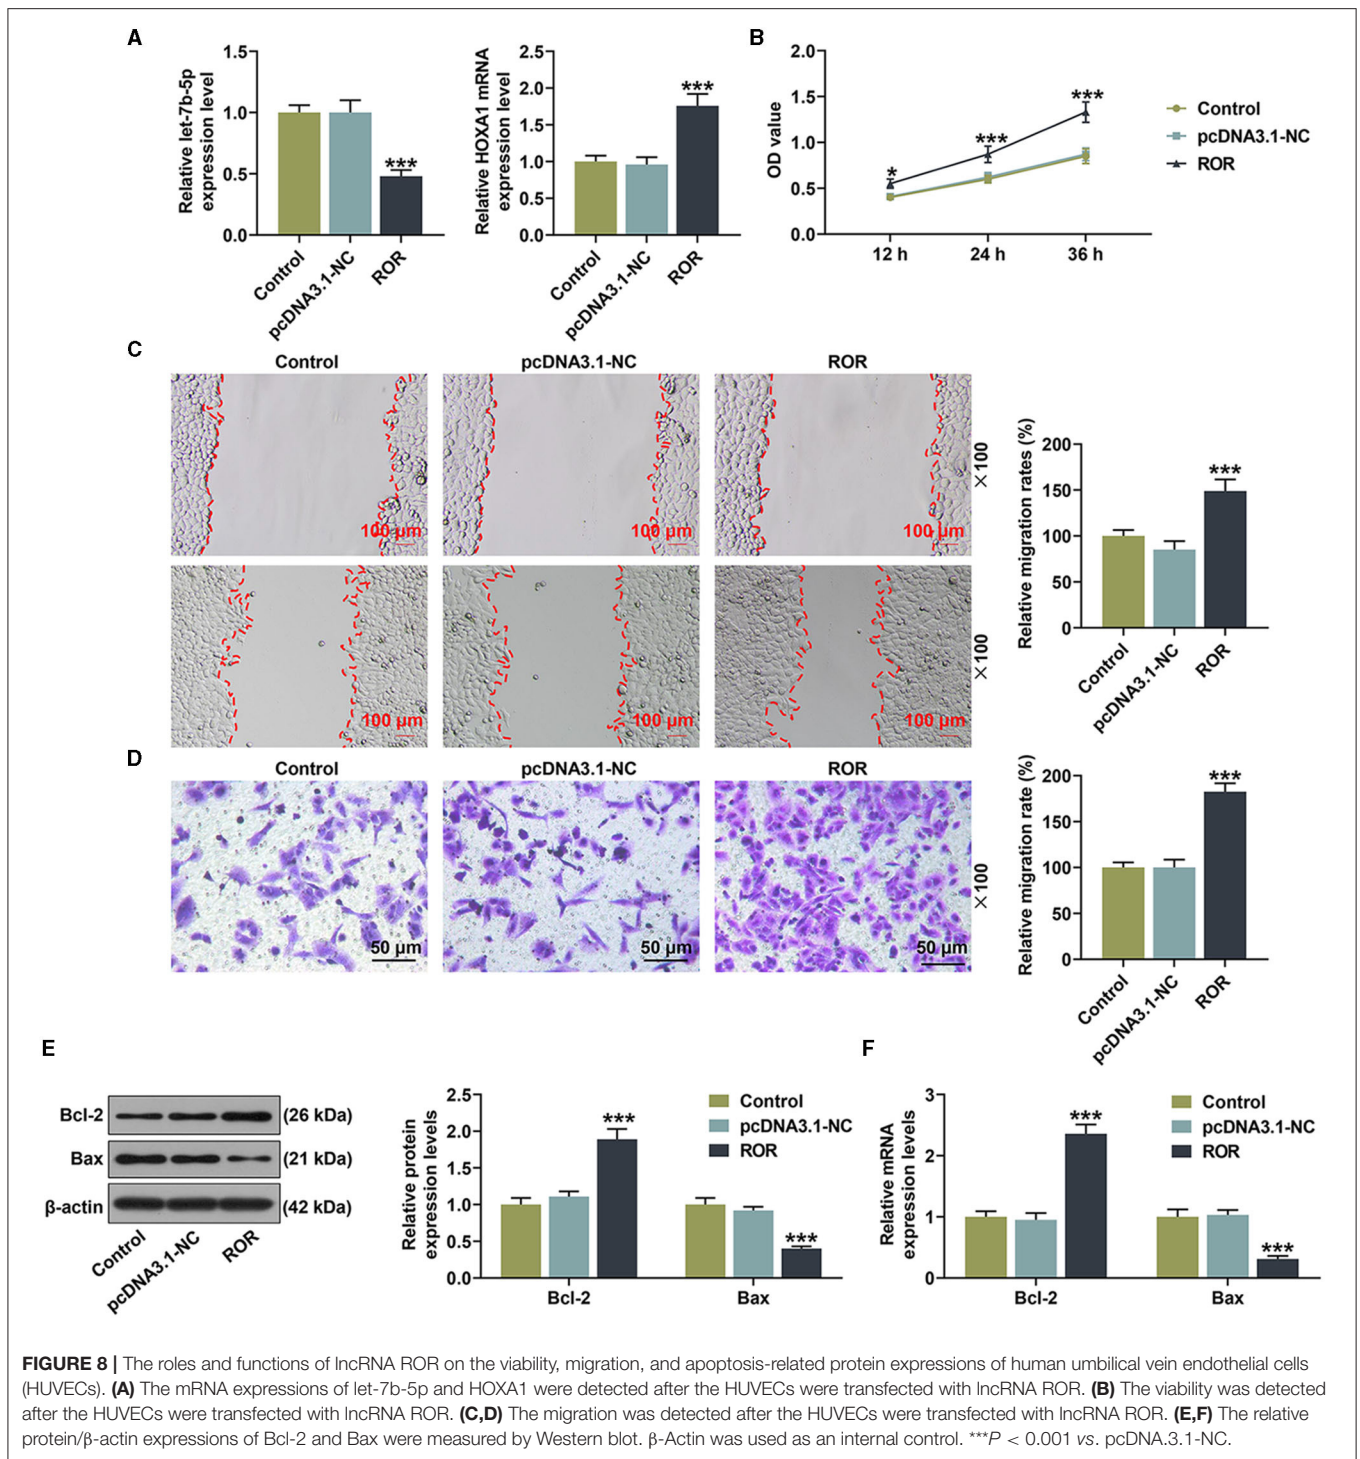 A
1.5
1.0
0.5
0.0
Relative let-7b-5p
expression level
***
Control
pcDNA3.1-NC
ROR
2.5
2.0
1.5
1.0
0.5
0.0
Relative HOXA1 mRNA
expression level
***
Control
pcDNA3.1-NC
ROR
B
2.0
1.5
1.0
0.5
0.0
OD value
*
***
***
12 h
24 h
36 h
Control
pcDNA3.1-NC
ROR
C
Control
pcDNA3.1-NC
ROR
100 µm
100 µm
100 µm
×100
100 µm
100 µm
100 µm
×100
200
150
100
50
0
Relative migration rates (%)
***
Control
pcDNA3.1-NC
ROR
D
Control
pcDNA3.1-NC
ROR
50 µm
50 µm
50 µm
×100
200
150
100
50
0
Relative migration rate (%)
***
Control
pcDNA3.1-NC
ROR
E
Bcl-2
(26 kDa)
Bax
(21 kDa)
β-actin
(42 kDa)
Control
pcDNA3.1-NC
ROR
2.5
2.0
1.5
1.0
0.5
0.0
Relative protein
expression levels
***
***
Bcl-2
Bax
Control
pcDNA3.1-NC
ROR
F
3
2
1
0
Relative mRNA
expression levels
***
***
Bcl-2
Bax
Control
pcDNA3.1-NC
ROR
FIGURE 8 | The roles and functions of lncRNA ROR on the viability, migration, and apoptosis-related protein expressions of human umbilical vein endothelial cells
(HUVECs). (A) The mRNA expressions of let-7b-5p and HOXA1 were detected after the HUVECs were transfected with lncRNA ROR. (B) The viability was detected
after the HUVECs were transfected with lncRNA ROR. (C,D) The migration was detected after the HUVECs were transfected with lncRNA ROR. (E,F) The relative
protein/β-actin expressions of Bcl-2 and Bax were measured by Western blot. β-Actin was used as an internal control. ***P < 0.001 vs. pcDNA.3.1-NC.